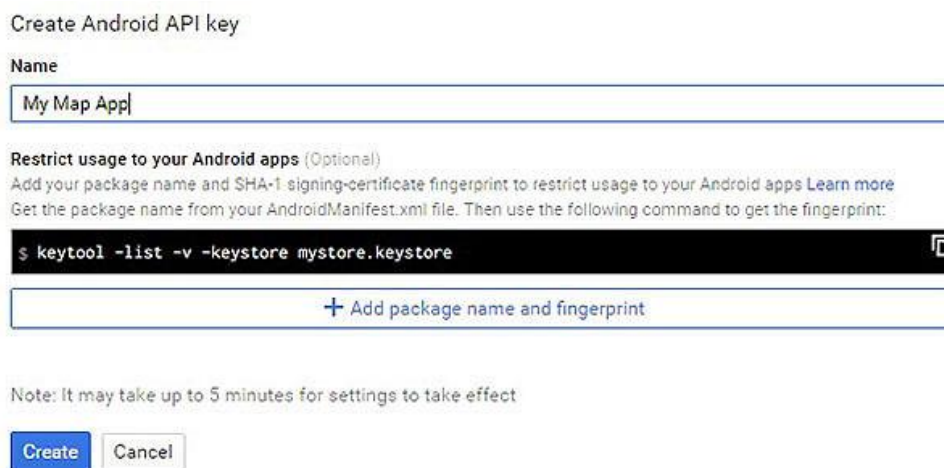 Create Android API key
Name
My Map App
Restrict usage to your Android apps (Optional)
Add your package name and SHA-1 signing-certificate fingerprint to restrict usage to your Android apps Learn more
Get the package name from your AndroidManifest.xml file. Then use the following command to get the fingerprint:
$ keytool -list -v -keystore mystore.keystore
+ Add package name and fingerprint
Note: It may take up to 5 minutes for settings to take effect
Create Cancel